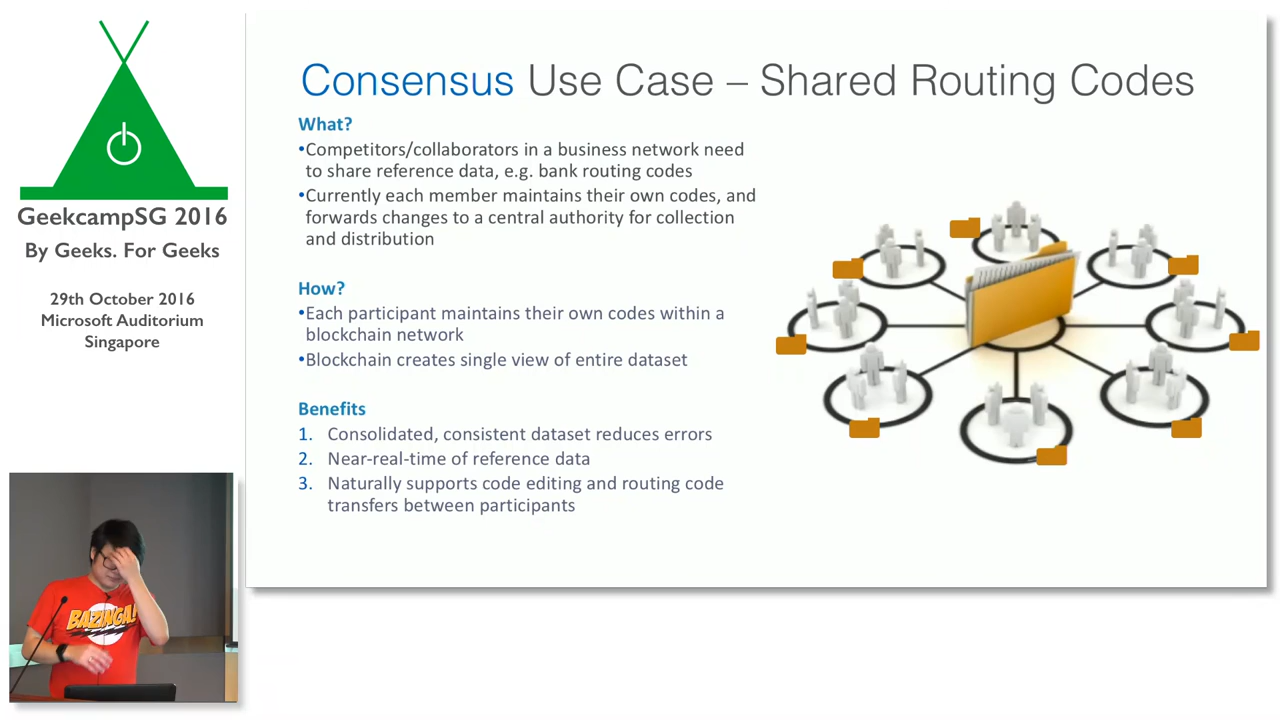 GeekcampSG 2016
By Geeks. For Geeks
29th October 2016
Microsoft Auditorium
Singapore
BAZINGA!
Consensus Use Case – Shared Routing Codes
What?
•Competitors/collaborators in a business network need
to share reference data, e.g. bank routing codes
•Currently each member maintains their own codes, and
forwards changes to a central authority for collection
and distribution
How?
•Each participant maintains their own codes within a
blockchain network
•Blockchain creates single view of entire dataset
Benefits
1. Consolidated, consistent dataset reduces errors
2. Near-real-time of reference data
3. Naturally supports code editing and routing code
transfers between participants